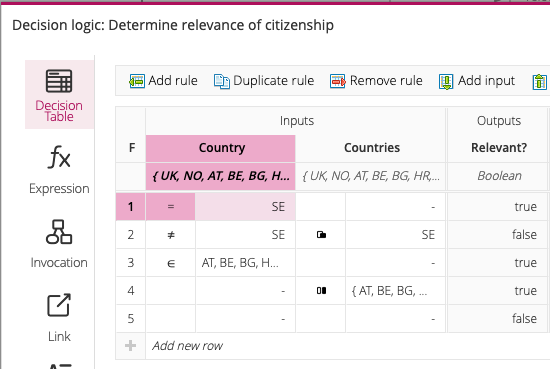 Decision logic: Determine relevance of citizenship
Add rule Duplicate rule Remove rule Add input
Decision
Table
Expression
Invocation
Link
Inputs Outputs
F Country Countries Relevant?
{ UK, NO, AT, BE, BG, H... { UK, NO, AT, BE, BG, HR,... Boolean
1 = SE - true
2 ≠ SE SE false
3 ∈ AT, BE, BG, H... - true
4 - { AT, BE, BG, ... true
5 - - false
+ Add new row